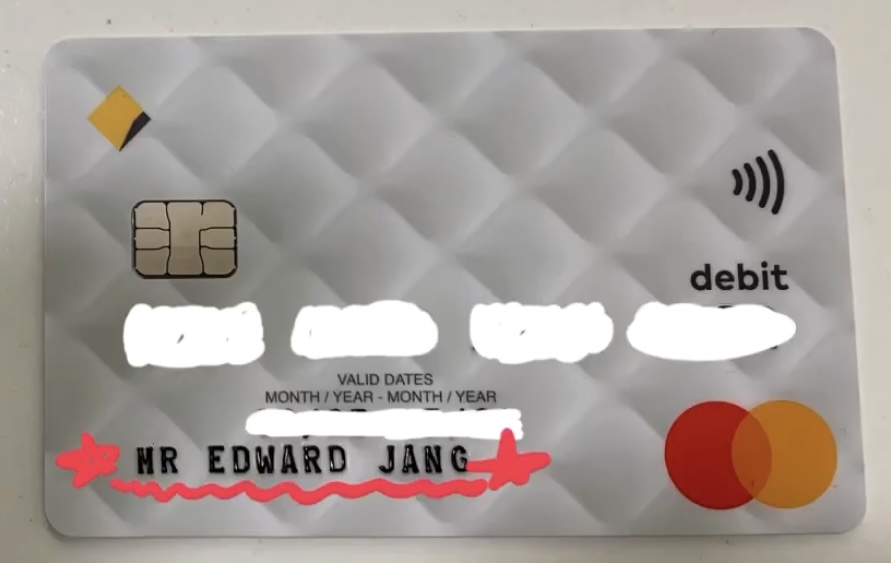 debit
VALID DATES
MONTH / YEAR - MONTH / YEAR
MR EDWARD JANG